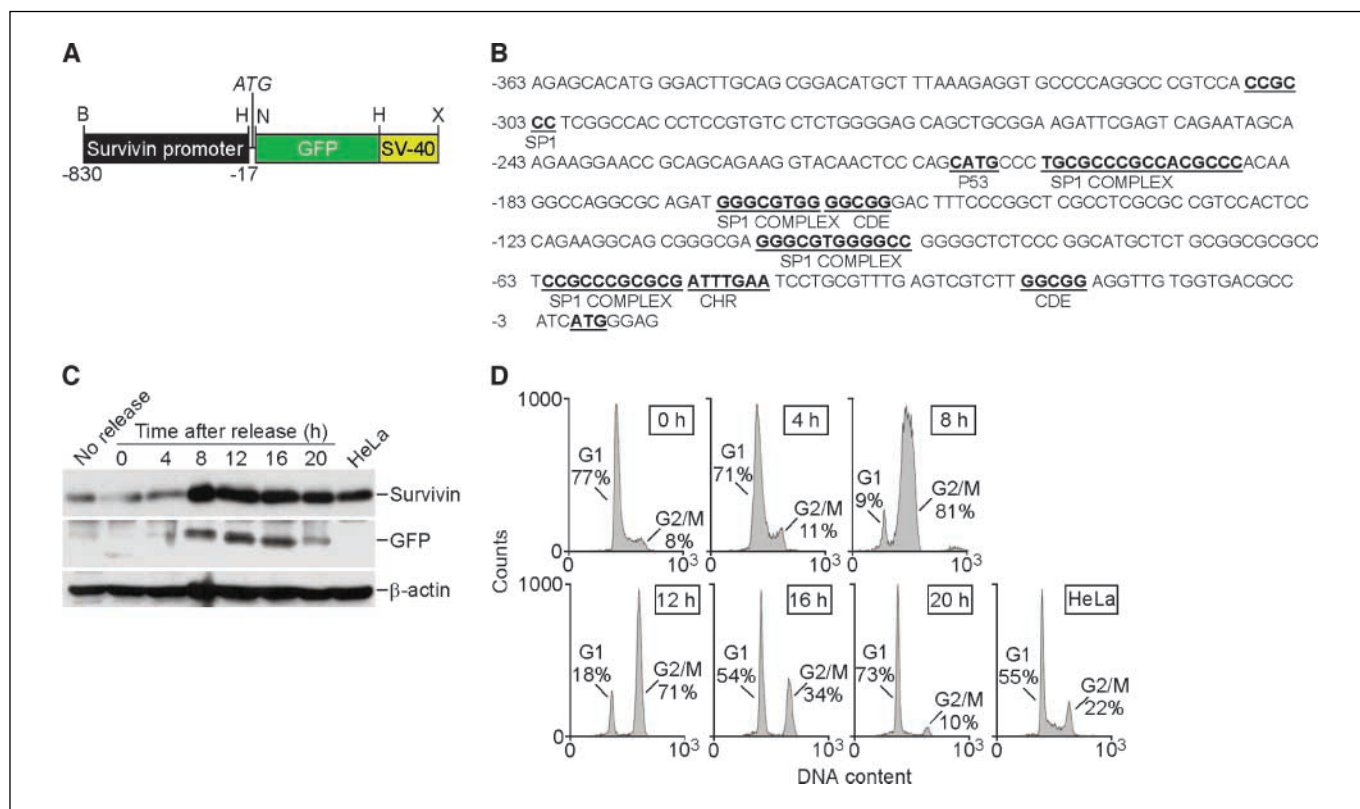 A
ATG
B H N H X
Survivin promoter GFP SV-40
-830 -17
B
-363 AGAGCACATG GGACTTGCAG CGGACATGCT TTAAAGAGGT GCCCCAGGCC CGTCCA CCGC
-303 CC TCGGCCAC CCTCCGTGTC CTCTGGGGAG CAGCTGCGGA AGATTCGAGT CAGAATAGCA
SP1
-243 AGAAGGAACC GCAGCAGAAG GTACAACTCC CAGCATGCCC TGCGCCCGCCACGCCCACAA
P53 SP1 COMPLEX
-183 GGCCAGGCGC AGAT GGGCGTGG GGCGGGAC TTTCCCGGCT CGCCTCGCGC CGTCCACTCC
SP1 COMPLEX CDE
-123 CAGAAGGCAG CGGGCGA GGGCGTGGGGCC GGGGCTCTCCC GGCATGCTCT GCGGCGCGCC
SP1 COMPLEX
-63 TCCGCCCGCGCG ATTTGAA TCCTGCGTTTG AGTCGTCTT GGCGG AGGTTG TGGTGACGCC
SP1 COMPLEX CHR CDE
-3 ATCATGGGAG
C
No release Time after release (h) HeLa
0 4 8 12 16 20
Survivin
GFP
β-actin
D
1000 0 h 4 h 8 h
G1 77% G2/M 8%
G1 71% G2/M 11%
G1 9% G2/M 81%
0 0 10³ 0 10³ 0 10³
Counts
1000 12 h 16 h 20 h HeLa
G1 18% G2/M 71%
G1 54% G2/M 34%
G1 73% G2/M 10%
G1 55% G2/M 22%
0 0 10³ 0 10³ 0 10³ 0 10³
DNA content